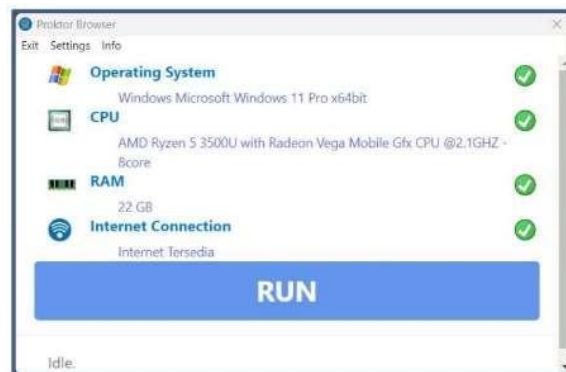 Proktor Browser
Exit Settings Info
Operating System
Windows Microsoft Windows 11 Pro x64bit
CPU
AMD Ryzen 5 3500U with Radeon Vega Mobile Gfx CPU @2.1GHZ -
8core
RAM
22 GB
Internet Connection
Internet Tersedia
RUN
Idle.